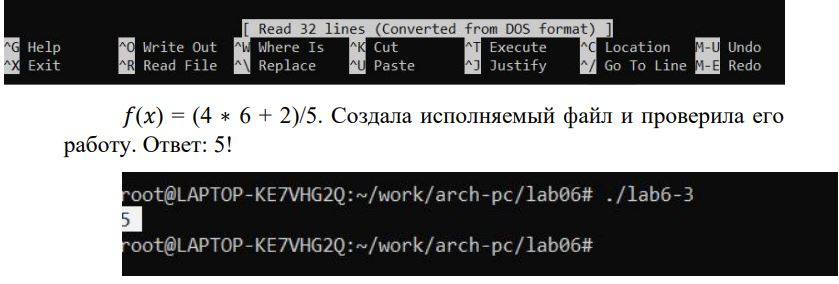 [ Read 32 lines (Converted from DOS format) ]
^G Help ^O Write Out ^W Where Is ^K Cut ^T Execute ^C Location M-U Undo
^X Exit ^R Read File ^\ Replace ^U Paste ^J Justify ^/ Go To Line M-E Redo
𝑓(𝑥) = (4 ∗ 6 + 2)/5. Создала исполняемый файл и проверила его
работу. Ответ: 5!
root@LAPTOP-KE7VHG2Q:~/work/arch-pc/lab06# ./lab6-3
5
root@LAPTOP-KE7VHG2Q:~/work/arch-pc/lab06#